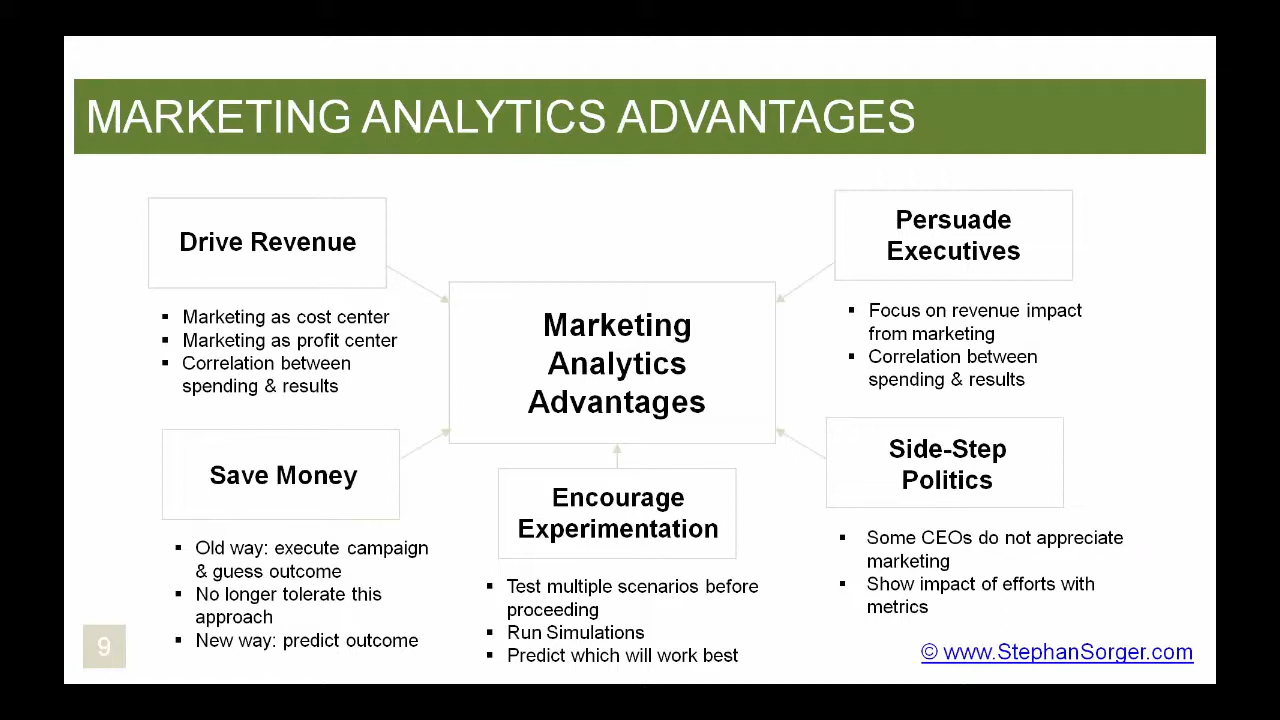 MARKETING ANALYTICS ADVANTAGES
Drive Revenue
▪ Marketing as cost center
▪ Marketing as profit center
▪ Correlation between
spending & results
Persuade
Executives
▪ Focus on revenue impact
from marketing
▪ Correlation between
spending & results
Marketing
Analytics
Advantages
Save Money
▪ Old way: execute campaign
& guess outcome
▪ No longer tolerate this
approach
▪ New way: predict outcome
Encourage
Experimentation
▪ Test multiple scenarios before
proceeding
▪ Run Simulations
▪ Predict which will work best
Side-Step
Politics
▪ Some CEOs do not appreciate
marketing
▪ Show impact of efforts with
metrics
9
© www.StephanSorger.com